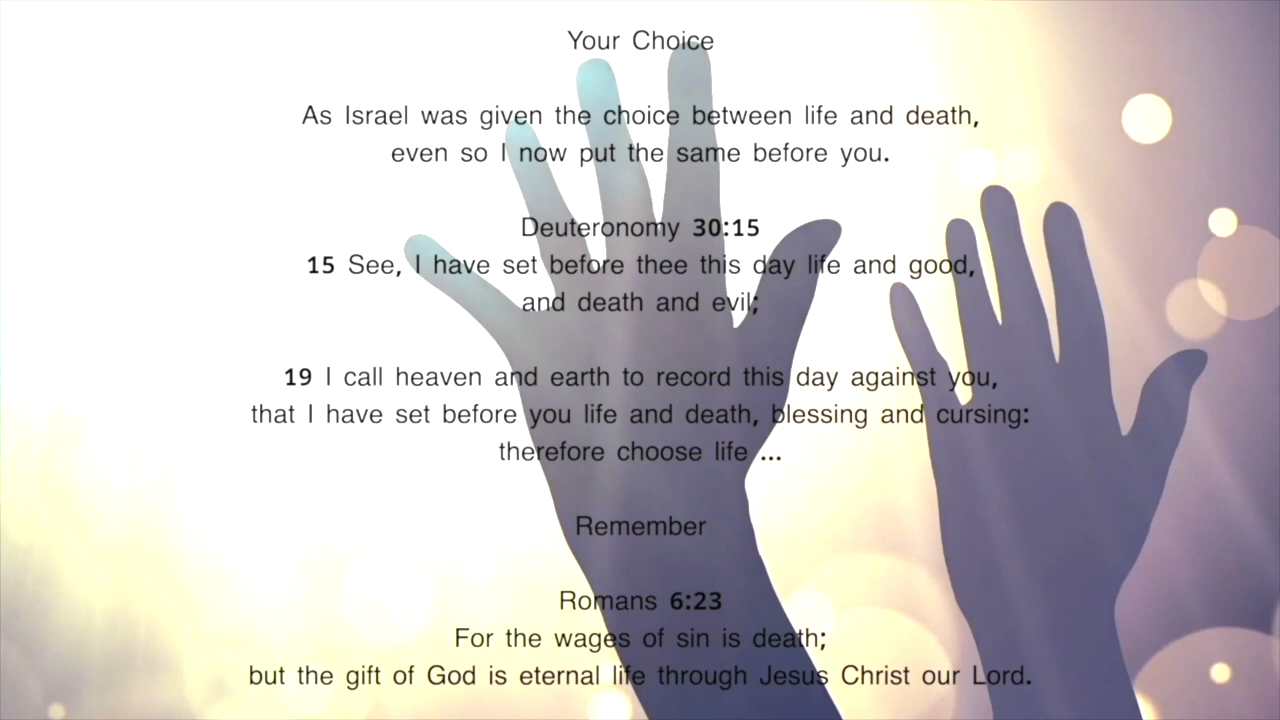 Your Choice
As Israel was given the choice between life and death,
even so I now put the same before you.
Deuteronomy 30:15
15 See, I have set before thee this day life and good,
and death and evil;
19 I call heaven and earth to record this day against you,
that I have set before you life and death, blessing and cursing:
therefore choose life ...
Remember
Romans 6:23
For the wages of sin is death;
but the gift of God is eternal life through Jesus Christ our Lord.